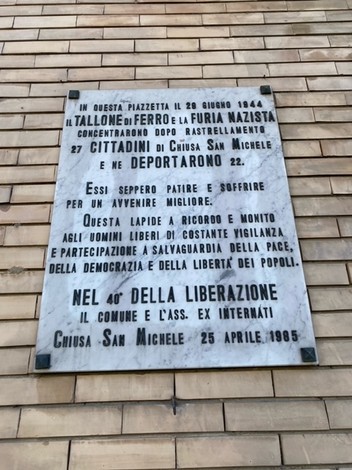 IN QUESTA PIAZZETTA IL 29 GIUGNO 1944
IL TALLONE DI FERRO E LA FURIA NAZISTA
CONCENTRARONO DOPO RASTRELLAMENTO
27 CITTADINI DI CHIUSA SAN MICHELE
E NE DEPORTARONO 22.
ESSI SEPPERO PATIRE E SOFFRIRE
PER UN AVVENIRE MIGLIORE.
QUESTA LAPIDE A RICORDO E MONITO
AGLI UOMINI LIBERI DI COSTANTE VIGILANZA
E PARTECIPAZIONE A SALVAGUARDIA DELLA PACE,
DELLA DEMOCRAZIA E DELLA LIBERTA' DEI POPOLI.
NEL 40° DELLA LIBERAZIONE
IL COMUNE E L'ASS. EX INTERNATI
CHIUSA SAN MICHELE 25 APRILE 1985